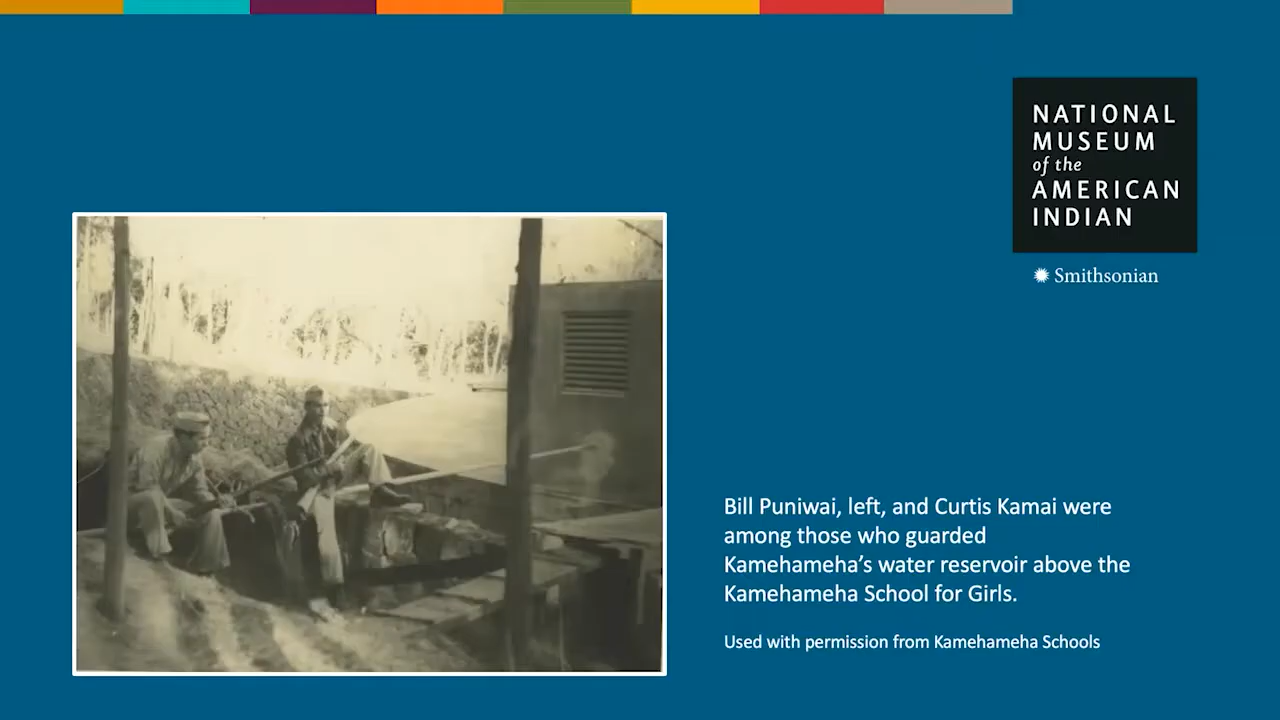 NATIONAL
MUSEUM
of the
AMERICAN
INDIAN
Smithsonian
Bill Puniwai, left, and Curtis Kamai were
among those who guarded
Kamehameha’s water reservoir above the
Kamehameha School for Girls.
Used with permission from Kamehameha Schools